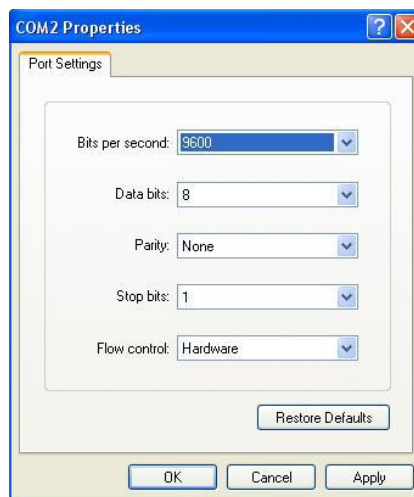 COM2 Properties
Port Settings
Bits per second: 9600
Data bits: 8
Parity: None
Stop bits: 1
Flow control: Hardware
Restore Defaults
OK Cancel Apply